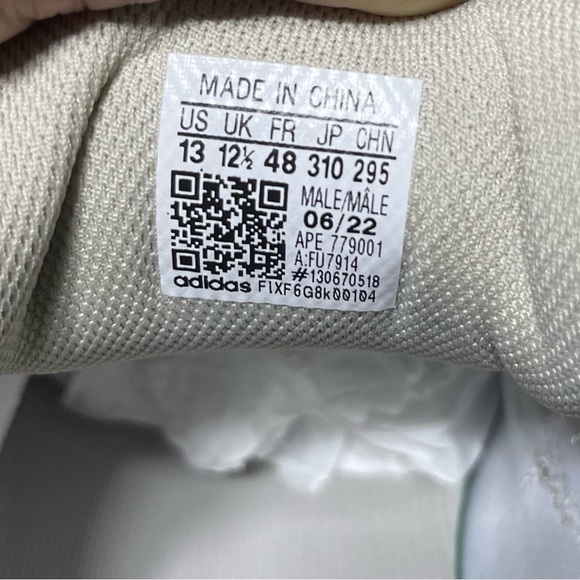 MADE IN CHINA
US UK FR JP CHN
13 12½ 48 310 295
MALE/MÂLE
06/22
APE 779001
A:FU7914
#130670518
adidas F1XF6G8k00104